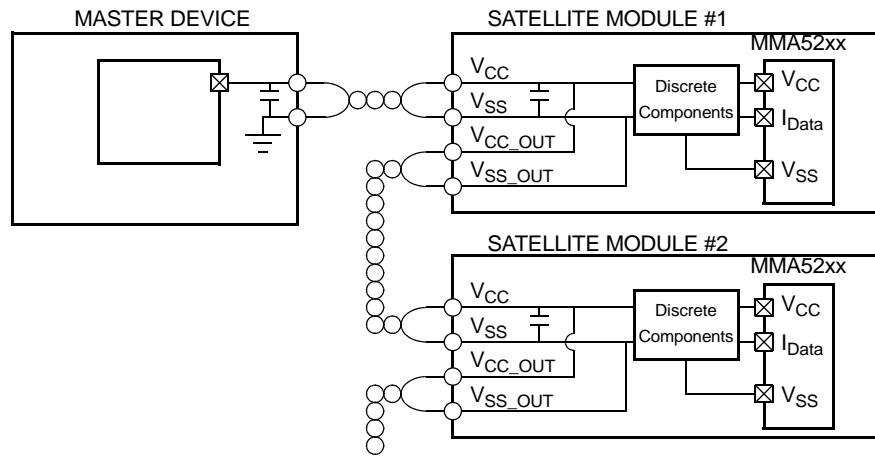 MASTER DEVICE
SATELLITE MODULE #1
MMA52xx
VCC
VSS
VCC_OUT
VSS_OUT
Discrete
Components
VCC
IData
VSS
SATELLITE MODULE #2
MMA52xx
VCC
VSS
VCC_OUT
VSS_OUT
Discrete
Components
VCC
IData
VSS